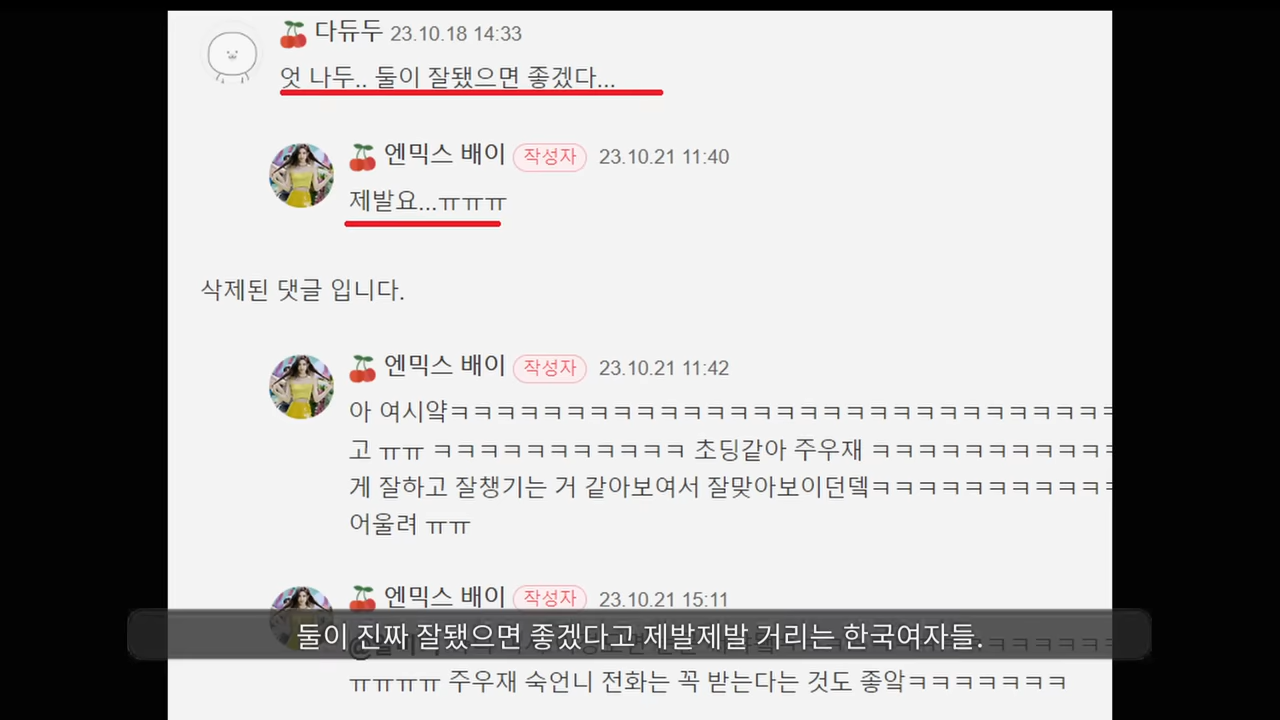 다듀두 23.10.18 14:33
엇 나두.. 둘이 잘됐으면 좋겠다...
엔믹스 배이 작성자 23.10.21 11:40
제발요...ㅠㅠㅠ
삭제된 댓글 입니다.
엔믹스 배이 작성자 23.10.21 11:42
아 여시얔ㅋㅋㅋㅋㅋㅋㅋㅋㅋㅋㅋㅋㅋㅋㅋㅋㅋㅋㅋㅋㅋㅋㅋㅋㅋㅋㅋㅋ
고 ㅠㅠ ㅋㅋㅋㅋㅋㅋㅋㅋㅋㅋㅋ 초딩같아 주우재 ㅋㅋㅋㅋㅋㅋㅋㅋㅋㅋㅋ
게 잘하고 잘챙기는 거 같아보여서 잘맞아보이던뎈ㅋㅋㅋㅋㅋㅋㅋㅋㅋㅋㅋ
어울려 ㅠㅠ
엔믹스 배이 작성자 23.10.21 15:11
둘이 진짜 잘됐으면 좋겠다고 제발제발 거리는 한국여자들.
ㅠㅠㅠㅠ 주우재 숙언니 전화는 꼭 받는다는 것도 좋앜ㅋㅋㅋㅋㅋㅋㅋ